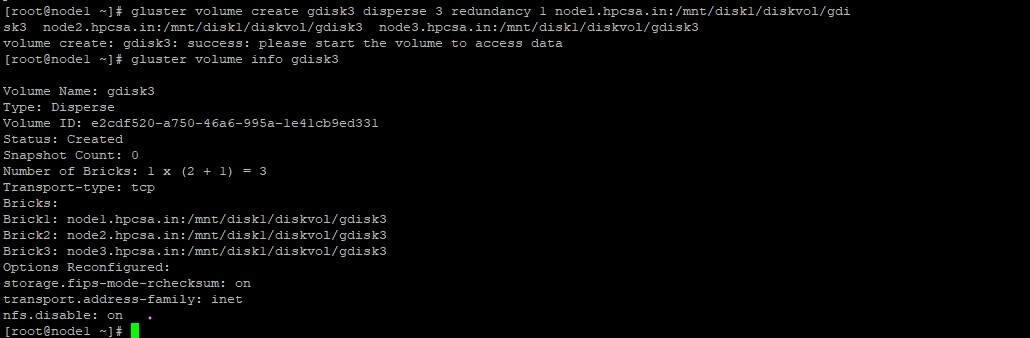 [root@node1 ~]# gluster volume create gdisk3 disperse 3 redundancy 1 node1.hpcsa.in:/mnt/disk1/diskvol/gdi
sk3  node2.hpcsa.in:/mnt/disk1/diskvol/gdisk3  node3.hpcsa.in:/mnt/disk1/diskvol/gdisk3
volume create: gdisk3: success: please start the volume to access data
[root@node1 ~]# gluster volume info gdisk3

Volume Name: gdisk3
Type: Disperse
Volume ID: e2cdf520-a750-46a6-995a-1e41cb9ed331
Status: Created
Snapshot Count: 0
Number of Bricks: 1 x (2 + 1) = 3
Transport-type: tcp
Bricks:
Brick1: node1.hpcsa.in:/mnt/disk1/diskvol/gdisk3
Brick2: node2.hpcsa.in:/mnt/disk1/diskvol/gdisk3
Brick3: node3.hpcsa.in:/mnt/disk1/diskvol/gdisk3
Options Reconfigured:
storage.fips-mode-rchecksum: on
transport.address-family: inet
nfs.disable: on
[root@node1 ~]#